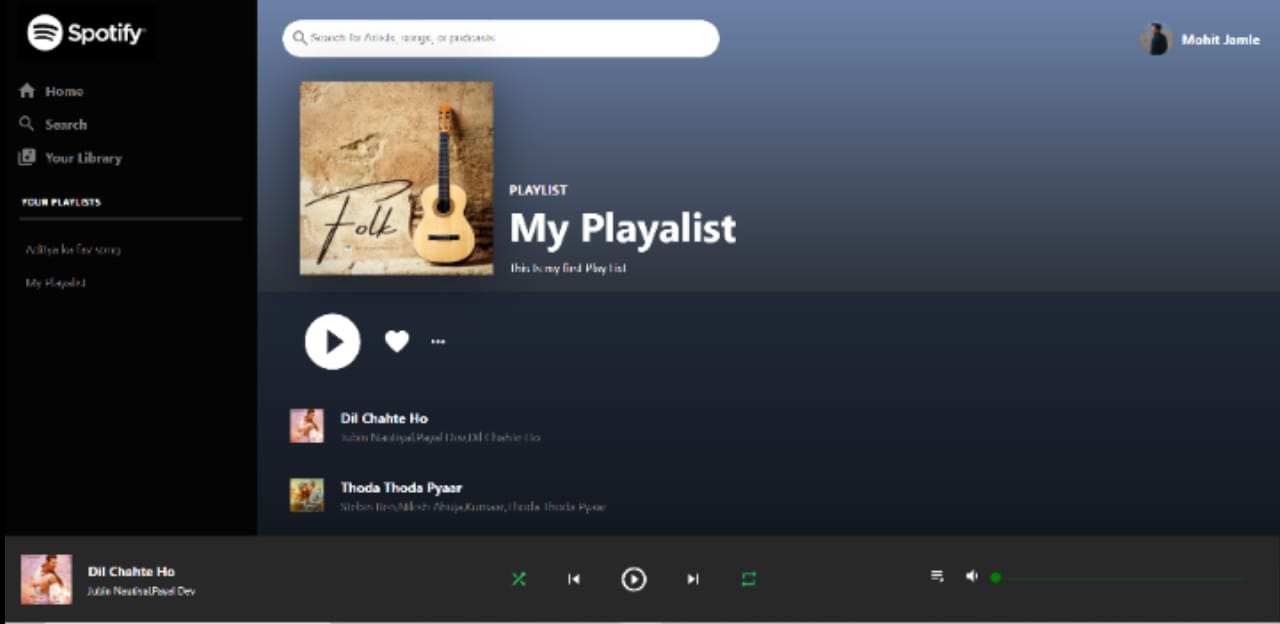 Spotify
Search for Artists, songs, or podcasts
Mohit Jamle
Home
Search
Your Library
YOUR PLAYLISTS
Aditya ka fav song
My Playalist
Folk
PLAYLIST
My Playalist
This is my first Play List
Dil Chahte Ho
Jubin Nautiyal,Payal Dev,Dil Chahte Ho
Thoda Thoda Pyaar
Stebin Ben,Nilesh Ahuja,Kumaar,Thoda Thoda Pyaar
Dil Chahte Ho
Jubin Nautiyal,Payal Dev